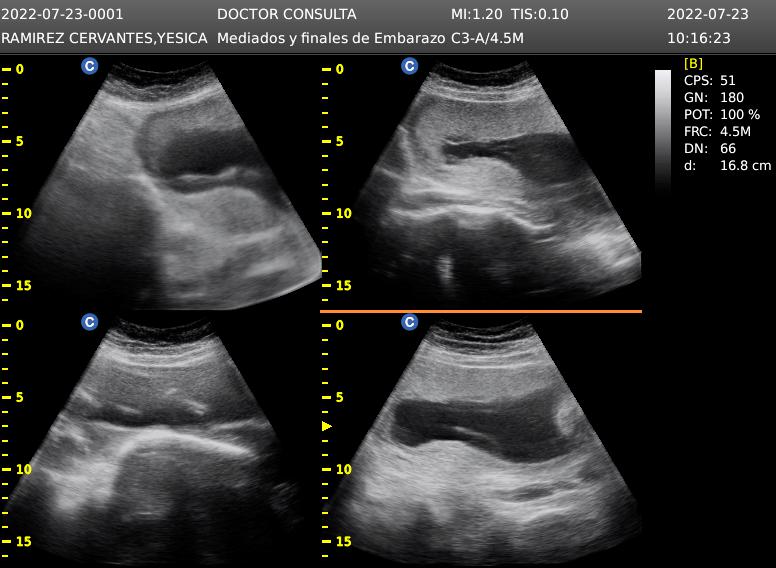 2022-07-23-0001 DOCTOR CONSULTA MI:1.20 TIS:0.10 2022-07-23
RAMIREZ CERVANTES,YESICA Mediados y finales de Embarazo C3-A/4.5M 10:16:23
C C [B]
0 0 CPS: 51
GN: 180
POT: 100 %
FRC: 4.5M
5 5 DN: 66
d: 16.8 cm
10 10
15 15
C C
0 0
5 5
10 10
15 15